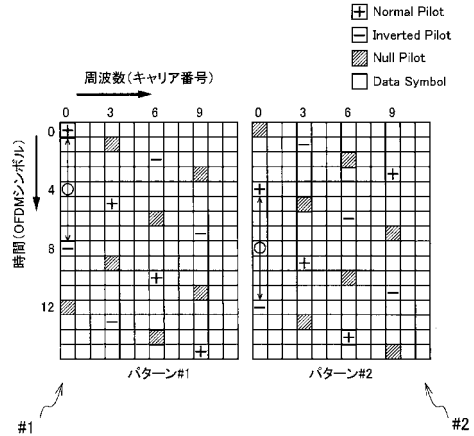 Normal Pilot
Inverted Pilot
Null Pilot
Data Symbol
周波数(キャリア番号)
0 3 6 9
0 3 6 9
時間(OFDMシンボル)
0
4
8
12
パターン#1
パターン#2
#1
#2